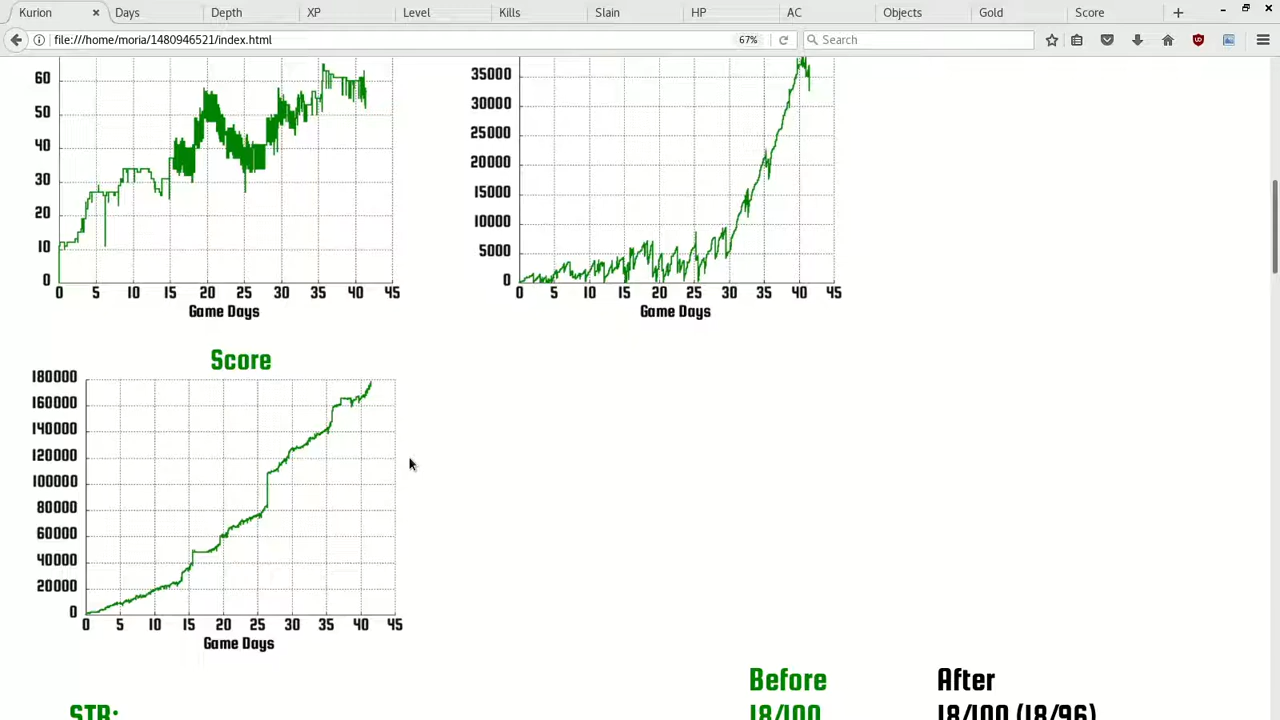 Kurion × Days Depth XP Level Kills Slain HP AC Objects Gold Score
file:///home/moria/1480946521/index.html 67% Search
60
50
40
30
20
10
0
0 5 10 15 20 25 30 35 40 45
Game Days
35000
30000
25000
20000
15000
10000
5000
0
0 5 10 15 20 25 30 35 40 45
Game Days
Score
180000
160000
140000
120000
100000
80000
60000
40000
20000
0
0 5 10 15 20 25 30 35 40 45
Game Days
Before After
STR: 18/100 18/100 (18/96)